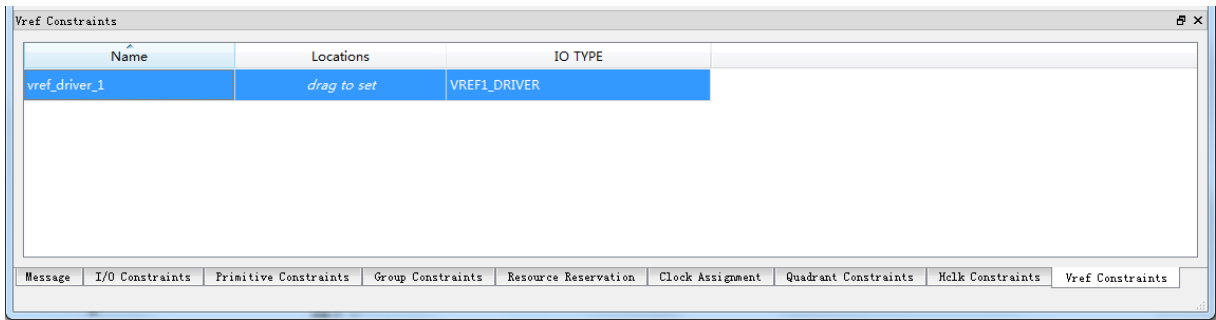 Vref Constraints
Name Locations IO TYPE
vref_driver_1 drag to set VREF1_DRIVER
Message I/O Constraints Primitive Constraints Group Constraints Resource Reservation Clock Assignment Quadrant Constraints Hclk Constraints Vref Constraints